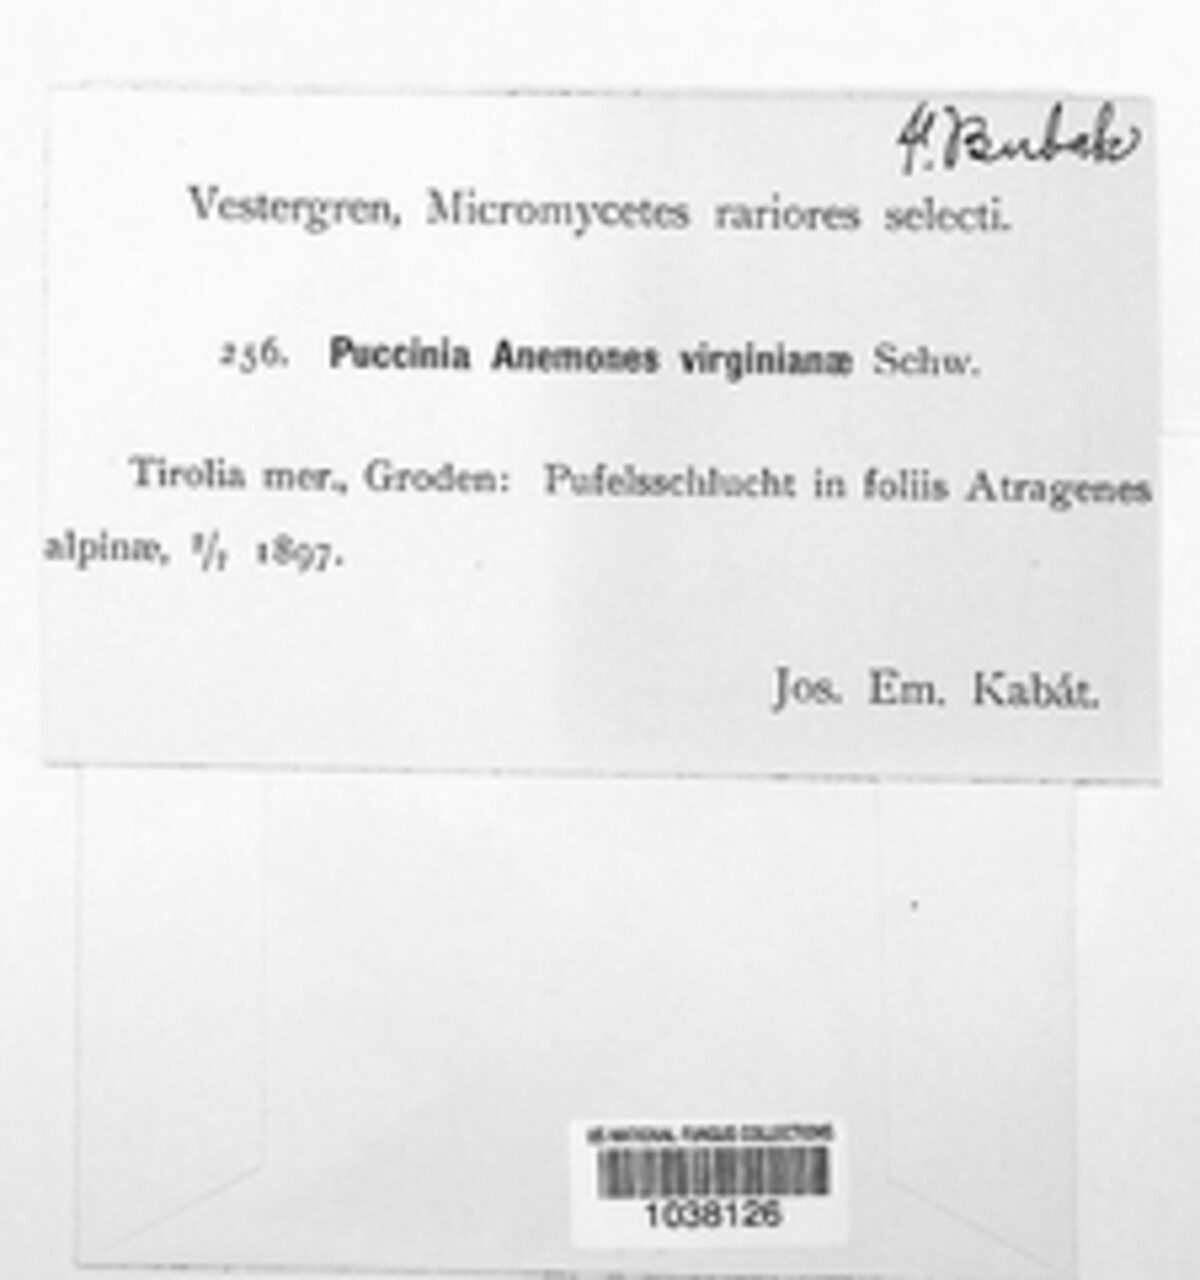 Bubak
Vestergren, Micromycetes rariores selecti.
256. Puccinia Anemones virginianæ Schw.
Tirolia mer., Groden: Pufelsschlucht in foliis Atragenes
alpinæ, 1897.
Jos. Em. Kabát.
US NATIONAL FUNGUS COLLECTIONS
1038126